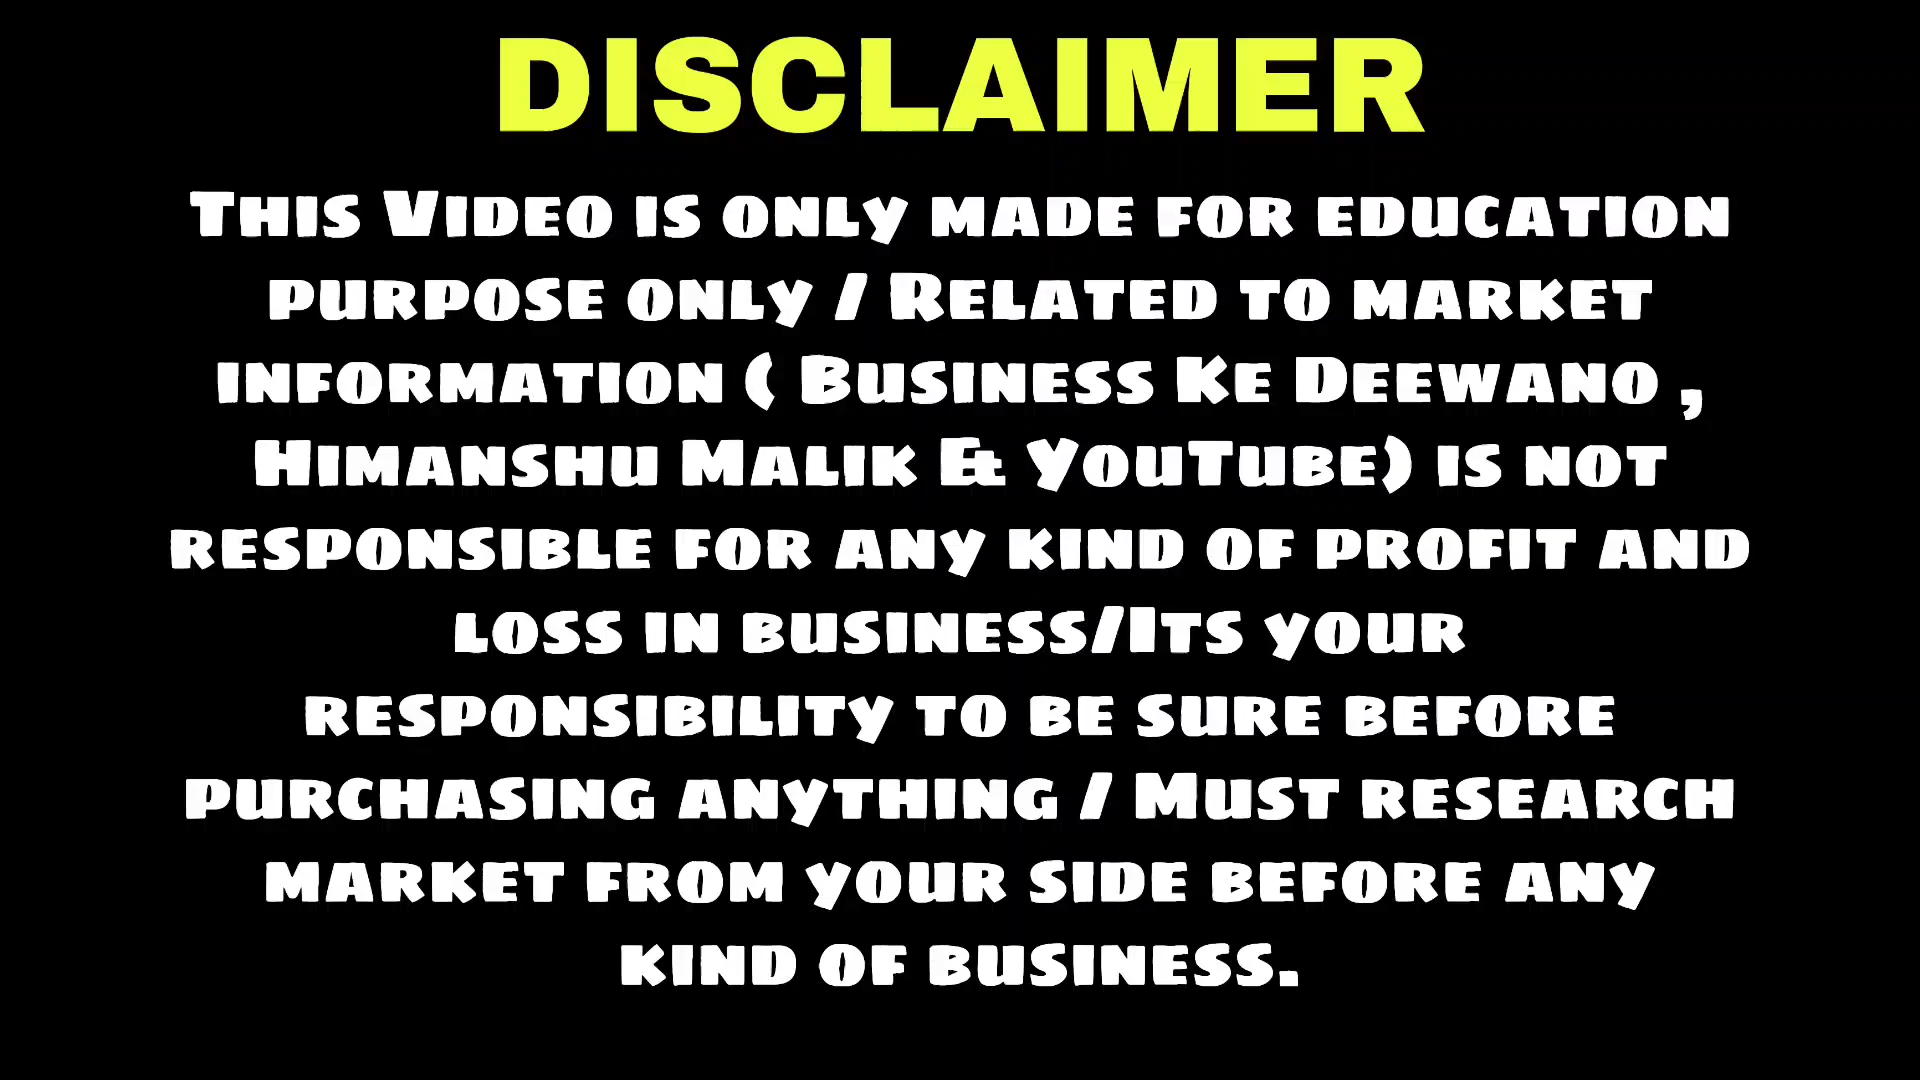 DISCLAIMER
This Video is only made for education
purpose only / Related to market
information ( Business Ke Deewano ,
Himanshu Malik & YouTube) is not
responsible for any kind of profit and
loss in business/Its your
responsibility to be sure before
purchasing anything / Must research
market from your side before any
kind of business.